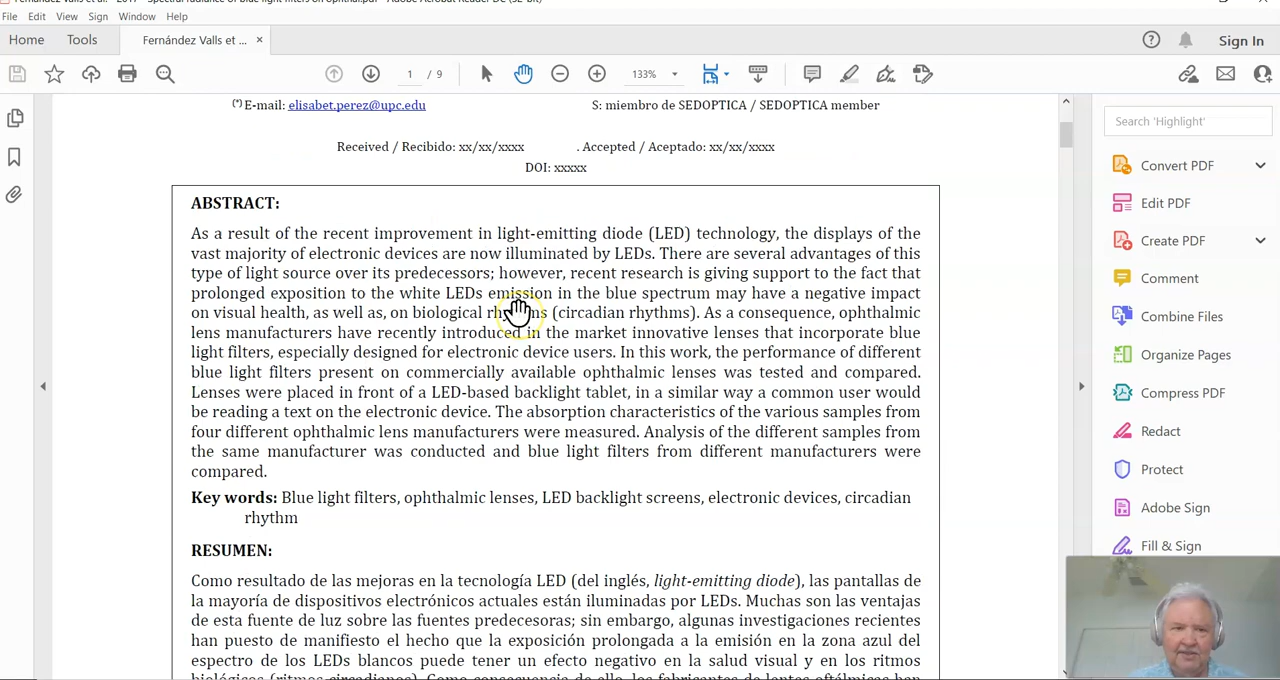 File Edit View Sign Window Help
Home Tools Fernández Valls et ... × Sign In
1 / 9 133%
(*) E-mail: elisabet.perez@upc.edu S: miembro de SEDOPTICA / SEDOPTICA member
Received / Recibido: xx/xx/xxxx . Accepted / Aceptado: xx/xx/xxxx
DOI: xxxxx
ABSTRACT:
As a result of the recent improvement in light-emitting diode (LED) technology, the displays of the
vast majority of electronic devices are now illuminated by LEDs. There are several advantages of this
type of light source over its predecessors; however, recent research is giving support to the fact that
prolonged exposition to the white LEDs emission in the blue spectrum may have a negative impact
on visual health, as well as, on biological rhythms (circadian rhythms). As a consequence, ophthalmic
lens manufacturers have recently introduced in the market innovative lenses that incorporate blue
light filters, especially designed for electronic device users. In this work, the performance of different
blue light filters present on commercially available ophthalmic lenses was tested and compared.
Lenses were placed in front of a LED-based backlight tablet, in a similar way a common user would
be reading a text on the electronic device. The absorption characteristics of the various samples from
four different ophthalmic lens manufacturers were measured. Analysis of the different samples from
the same manufacturer was conducted and blue light filters from different manufacturers were
compared.
Key words: Blue light filters, ophthalmic lenses, LED backlight screens, electronic devices, circadian
rhythm
RESUMEN:
Como resultado de las mejoras en la tecnología LED (del inglés, light-emitting diode), las pantallas de
la mayoría de dispositivos electrónicos actuales están iluminadas por LEDs. Muchas son las ventajas
de esta fuente de luz sobre las fuentes predecesoras; sin embargo, algunas investigaciones recientes
han puesto de manifiesto el hecho que la exposición prolongada a la emisión en la zona azul del
espectro de los LEDs blancos puede tener un efecto negativo en la salud visual y en los ritmos
Search 'Highlight'
Convert PDF
Edit PDF
Create PDF
Comment
Combine Files
Organize Pages
Compress PDF
Redact
Protect
Adobe Sign
Fill & Sign